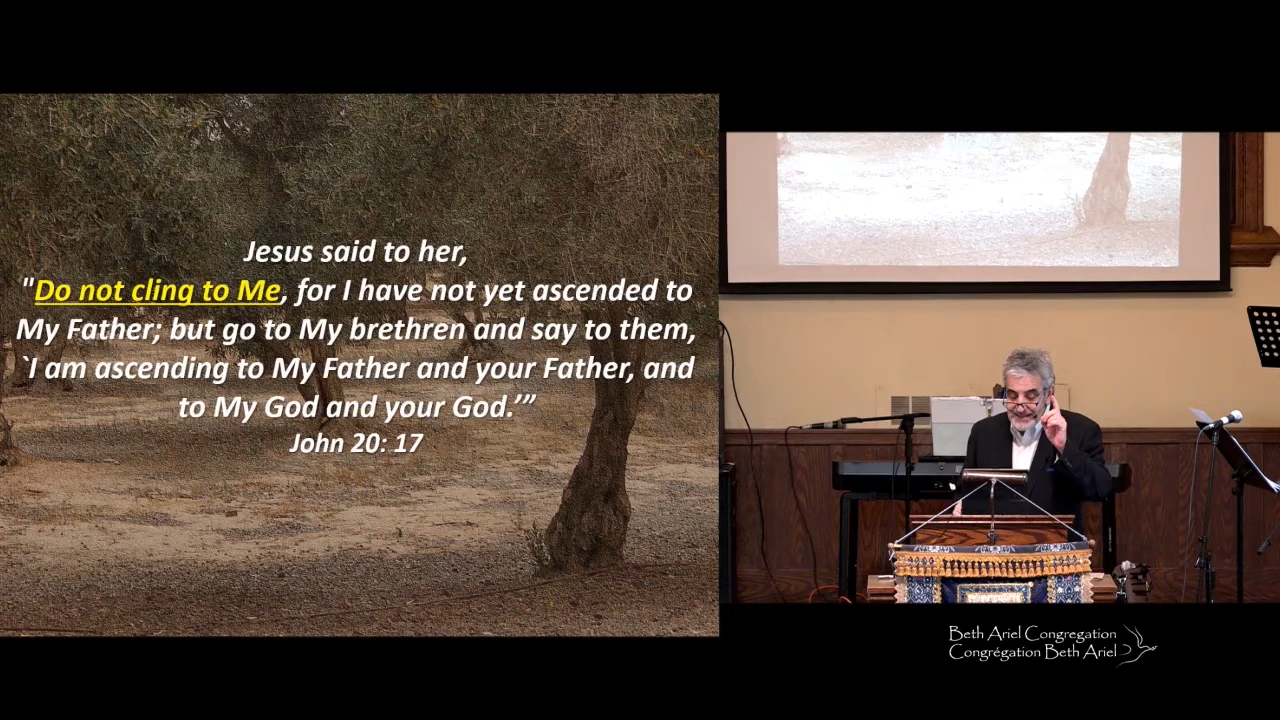 Jesus said to her,
"Do not cling to Me, for I have not yet ascended to
My Father; but go to My brethren and say to them,
`I am ascending to My Father and your Father, and
to My God and your God.’”
John 20: 17
Beth Ariel Congregation
Congrégation Beth Ariel